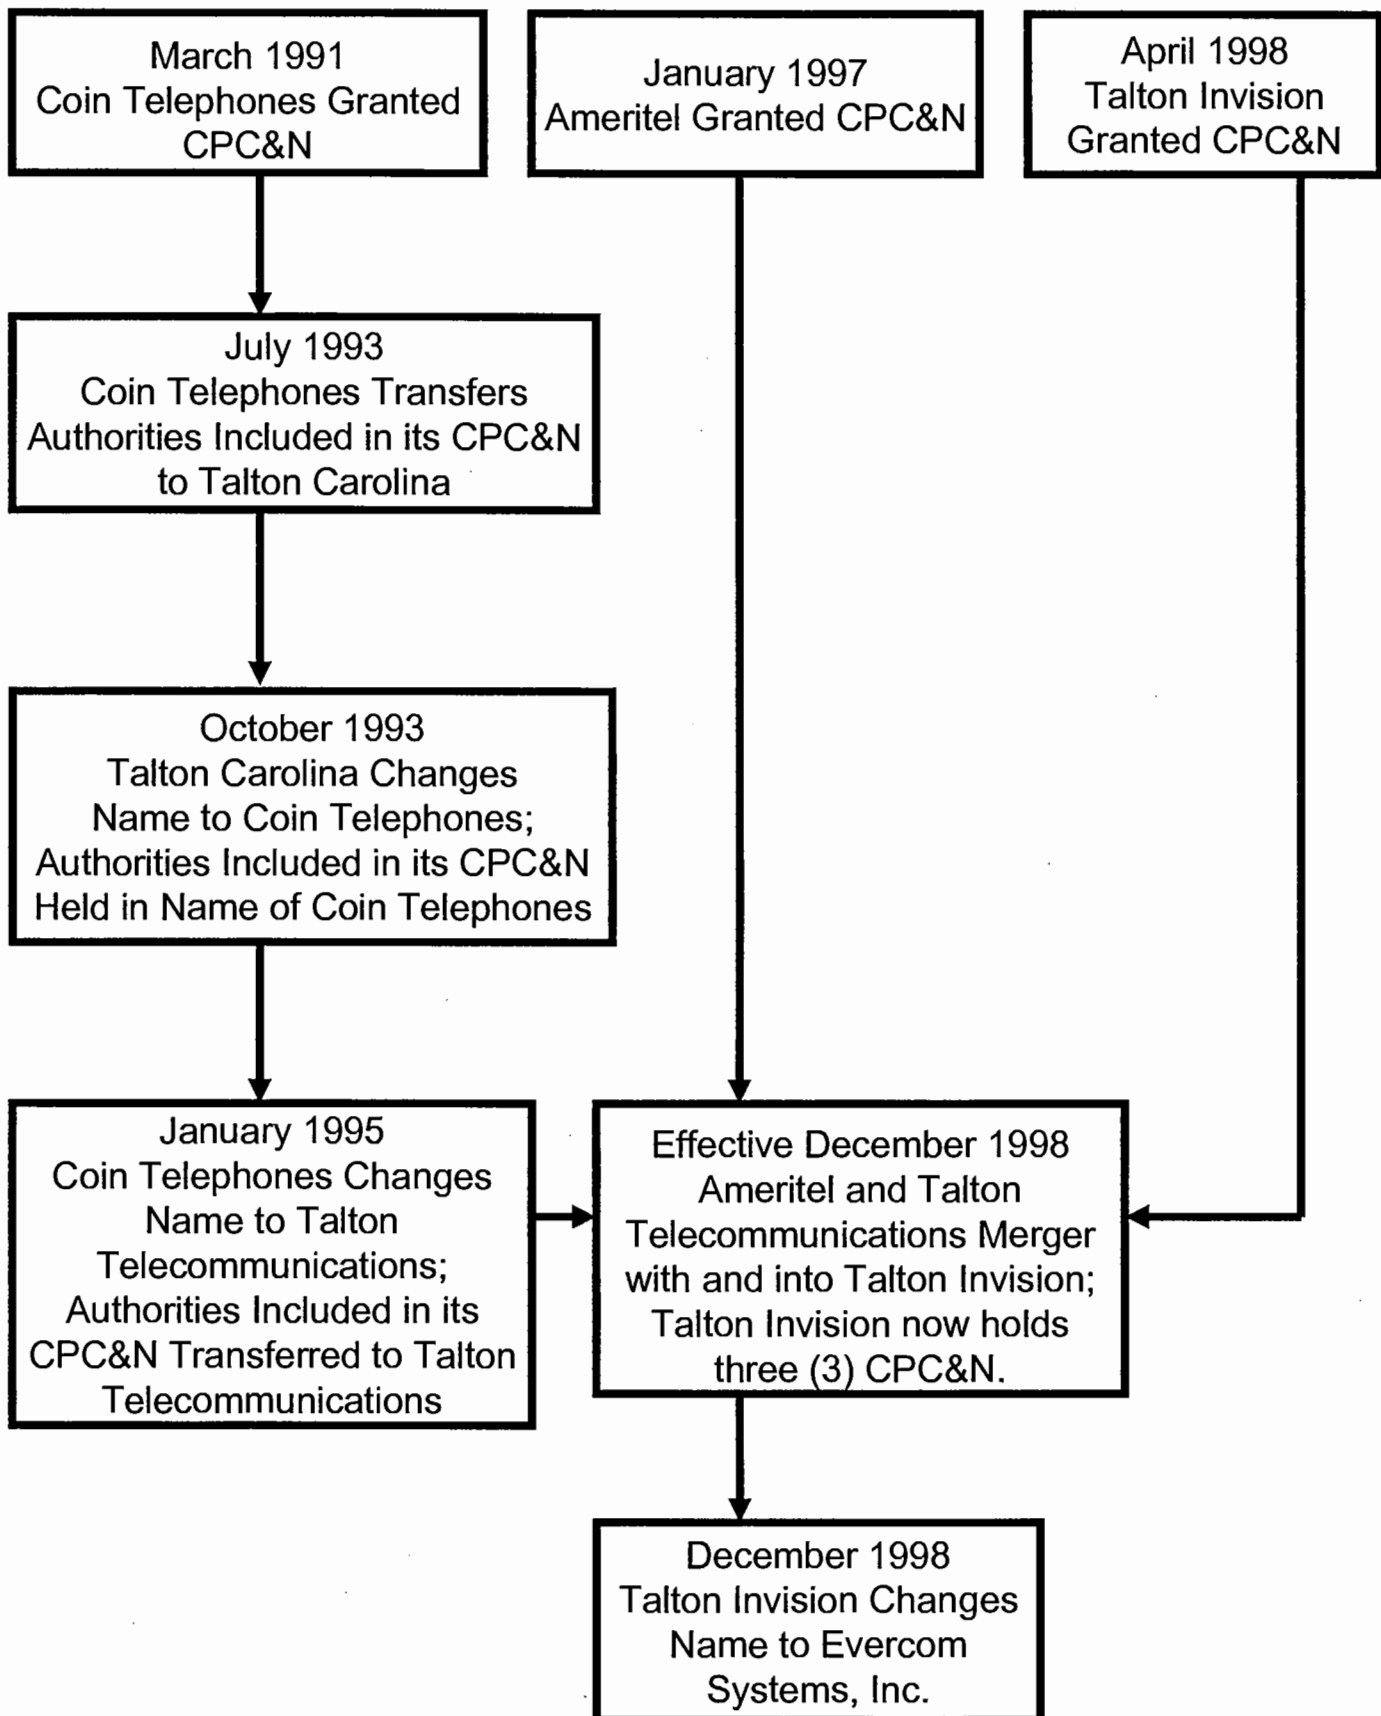 March 1991
Coin Telephones Granted
CPC&N
January 1997
Ameritel Granted CPC&N
April 1998
Talton Invision
Granted CPC&N
July 1993
Coin Telephones Transfers
Authorities Included in its CPC&N
to Talton Carolina
October 1993
Talton Carolina Changes
Name to Coin Telephones;
Authorities Included in its CPC&N
Held in Name of Coin Telephones
January 1995
Coin Telephones Changes
Name to Talton
Telecommunications;
Authorities Included in its
CPC&N Transferred to Talton
Telecommunications
Effective December 1998
Ameritel and Talton
Telecommunications Merger
with and into Talton Invision;
Talton Invision now holds
three (3) CPC&N.
December 1998
Talton Invision Changes
Name to Evercom
Systems, Inc.